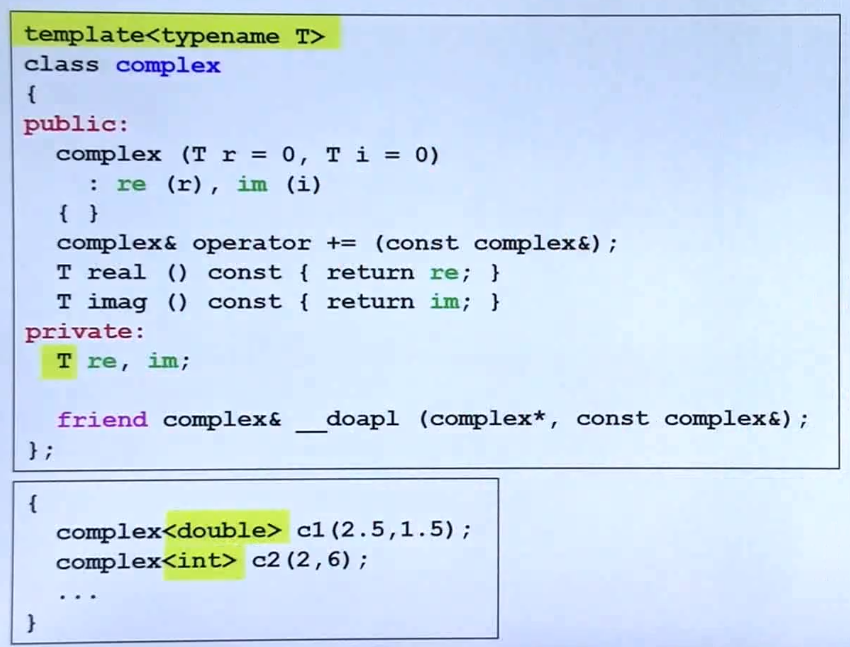 template<typename T>
class complex
{
public:
  complex (T r = 0, T i = 0)
    : re (r), im (i)
  { }
  complex& operator += (const complex&);
  T real () const { return re; }
  T imag () const { return im; }
private:
  T re, im;
  friend complex& __doapl (complex*, const complex&);
};
{
  complex<double> c1(2.5,1.5);
  complex<int> c2(2,6);
  ...
}